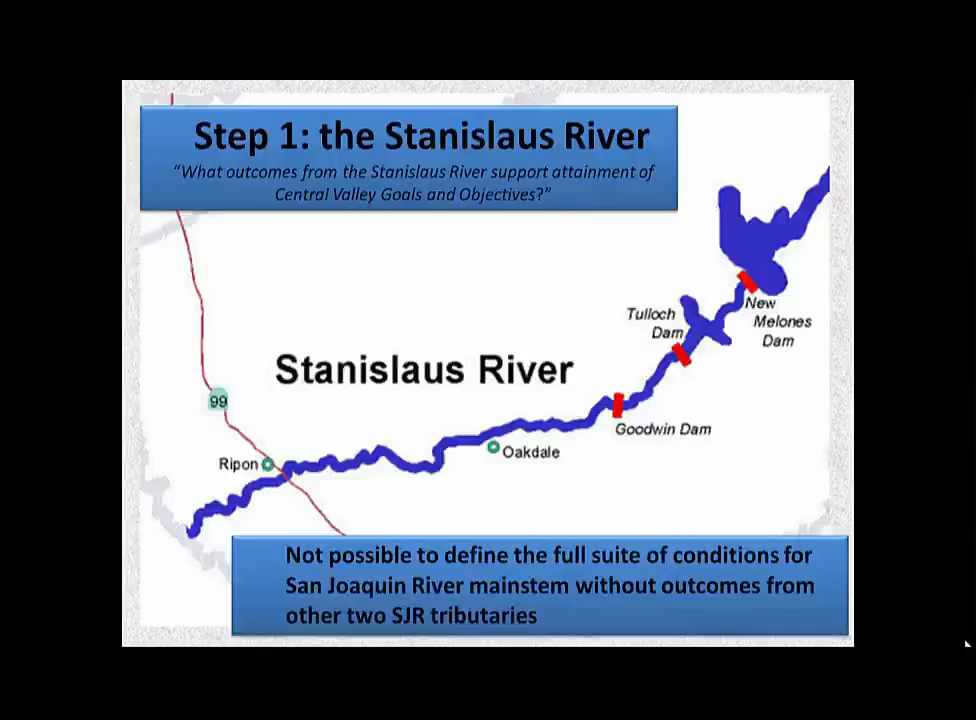 Step 1: the Stanislaus River
“What outcomes from the Stanislaus River support attainment of
Central Valley Goals and Objectives?”
New
Melones
Dam
Tulloch
Dam
Stanislaus River
99
Goodwin Dam
Oakdale
Ripon
Not possible to define the full suite of conditions for
San Joaquin River mainstem without outcomes from
other two SJR tributaries